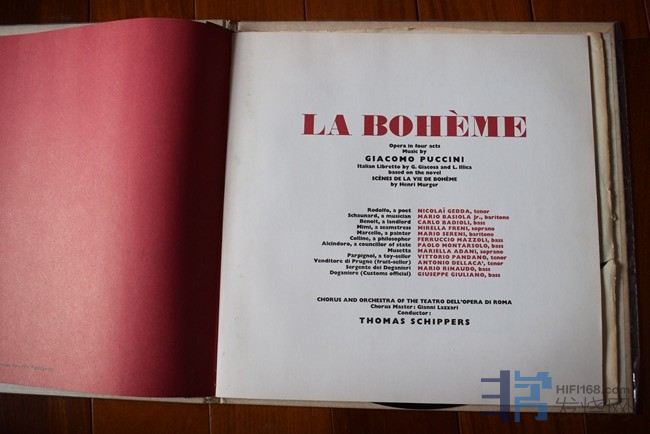 LA BOHÈME
Opera in four acts
Music by
GIACOMO PUCCINI
Italian Libretto by G. Giacosa and L. Illica
based on the novel
SCÈNES DE LA VIE DE BOHÈME
by Henri Murger
Rodolfo, a poet NICOLAÏ GEDDA, tenor
Schaunard, a musician MARIO BASIOLA Jr., baritone
Benoit, a landlord CARLO BADIOLI, bass
Mimi, a seamstress MIRELLA FRENI, soprano
Marcello, a painter MARIO SERENI, baritone
Colline, a philosopher FERRUCCIO MAZZOLI, bass
Alcindoro, a councillor of state PAOLO MONTARSOLO, bass
Musetta MARIELLA ADANI, soprano
Parpignol, a toy-seller VITTORIO PANDANO, tenor
Venditore di Prugne (fruit-seller) ANTONIO DELLACA', tenor
Sergente dei Doganieri MARIO RINAUDO, bass
Doganiere (Customs official) GIUSEPPE GIULIANO, bass
CHORUS AND ORCHESTRA OF THE TEATRO DELL'OPERA DI ROMA
Chorus Master: Gianni Lazzari
Conductor:
THOMAS SCHIPPERS
HIFI168.com
发烧网